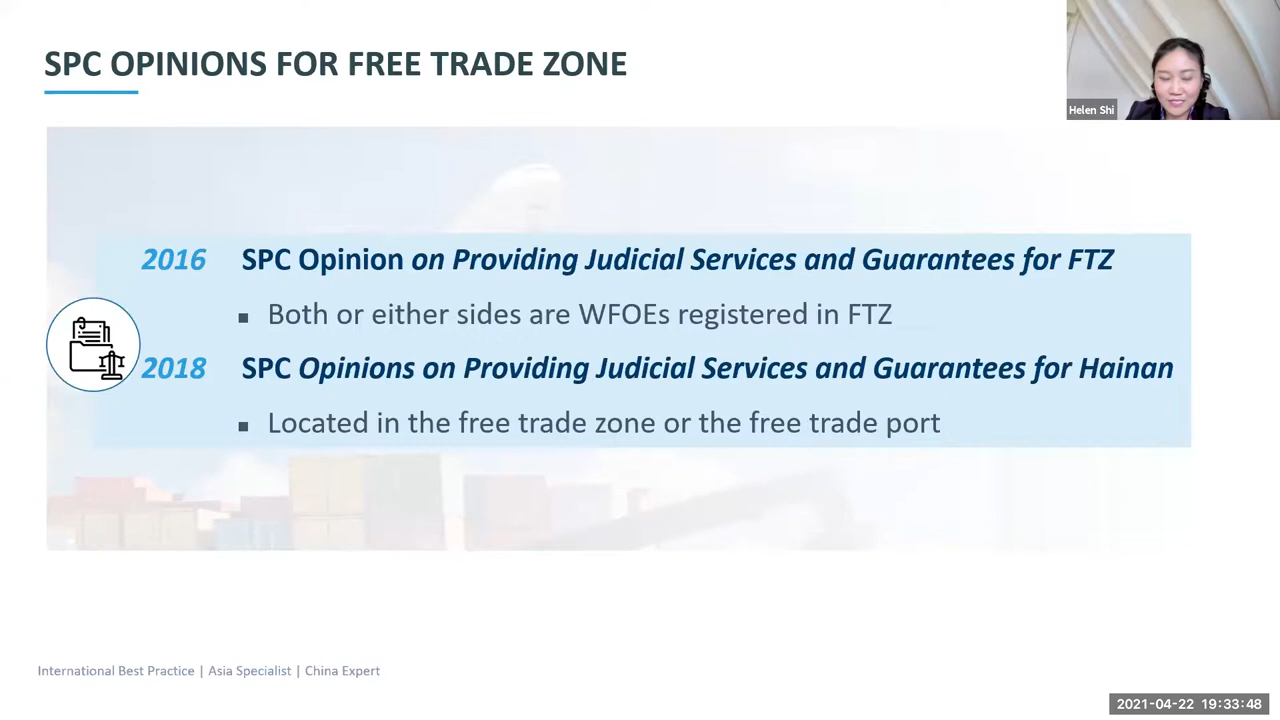 SPC OPINIONS FOR FREE TRADE ZONE
Helen Shi
2016 SPC Opinion on Providing Judicial Services and Guarantees for FTZ
▪ Both or either sides are WFOEs registered in FTZ
2018 SPC Opinions on Providing Judicial Services and Guarantees for Hainan
▪ Located in the free trade zone or the free trade port
International Best Practice | Asia Specialist | China Expert
2021-04-22 19:33:48